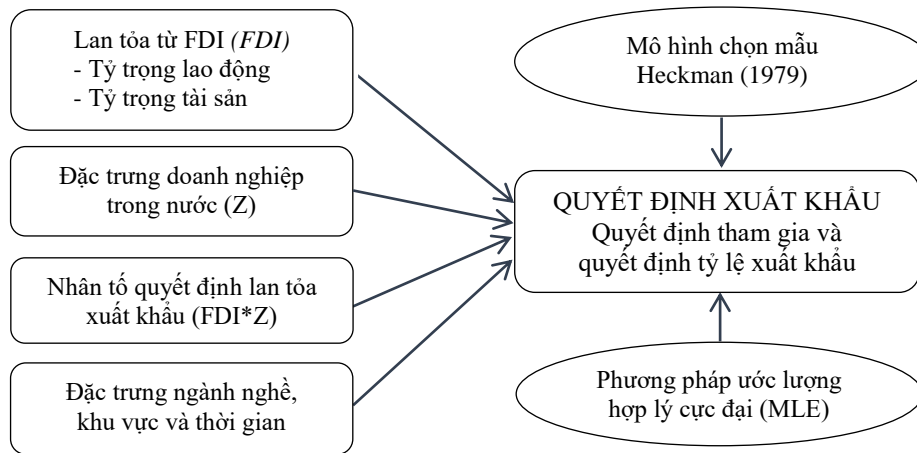 Lan tỏa từ FDI (FDI)
- Tỷ trọng lao động
- Tỷ trọng tài sản
Đặc trưng doanh nghiệp
trong nước (Z)
Nhân tố quyết định lan tỏa
xuất khẩu (FDI*Z)
Đặc trưng ngành nghề,
khu vực và thời gian
Mô hình chọn mẫu
Heckman (1979)
QUYẾT ĐỊNH XUẤT KHẨU
Quyết định tham gia và
quyết định tỷ lệ xuất khẩu
Phương pháp ước lượng
hợp lý cực đại (MLE)